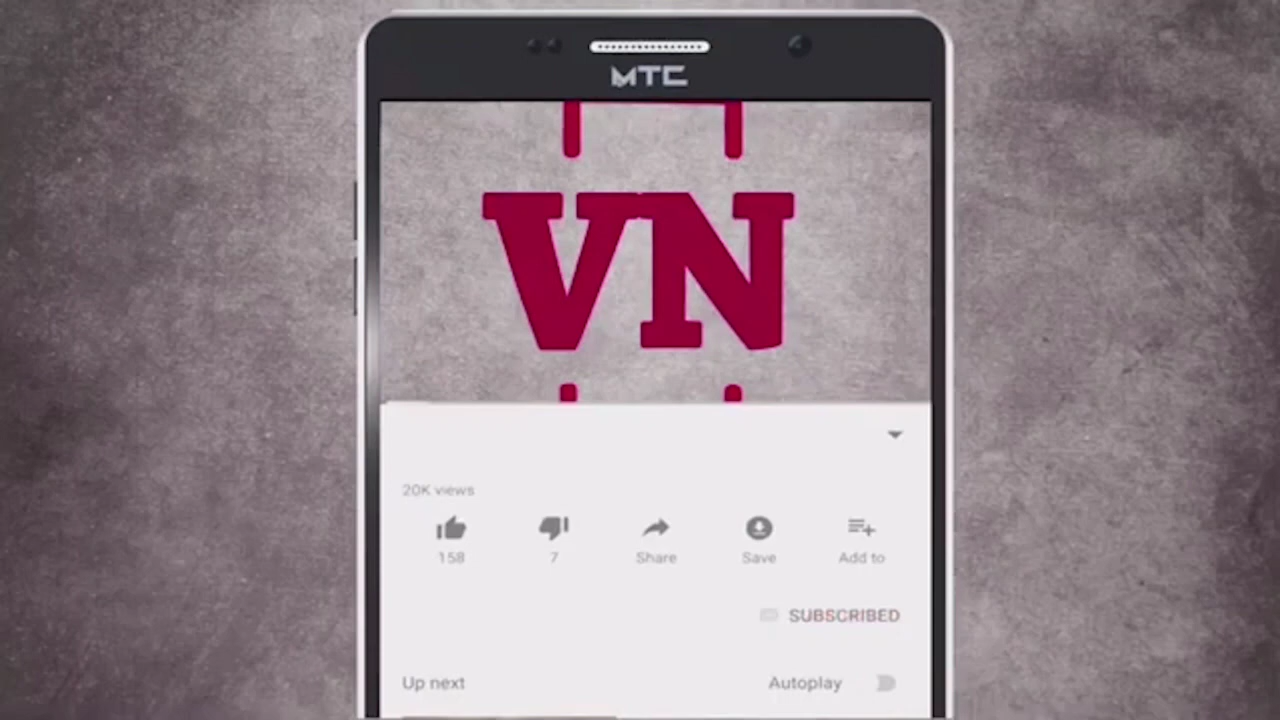 MTC
VN
20K views
158 7 Share Save Add to
SUBSCRIBED
Up next Autoplay